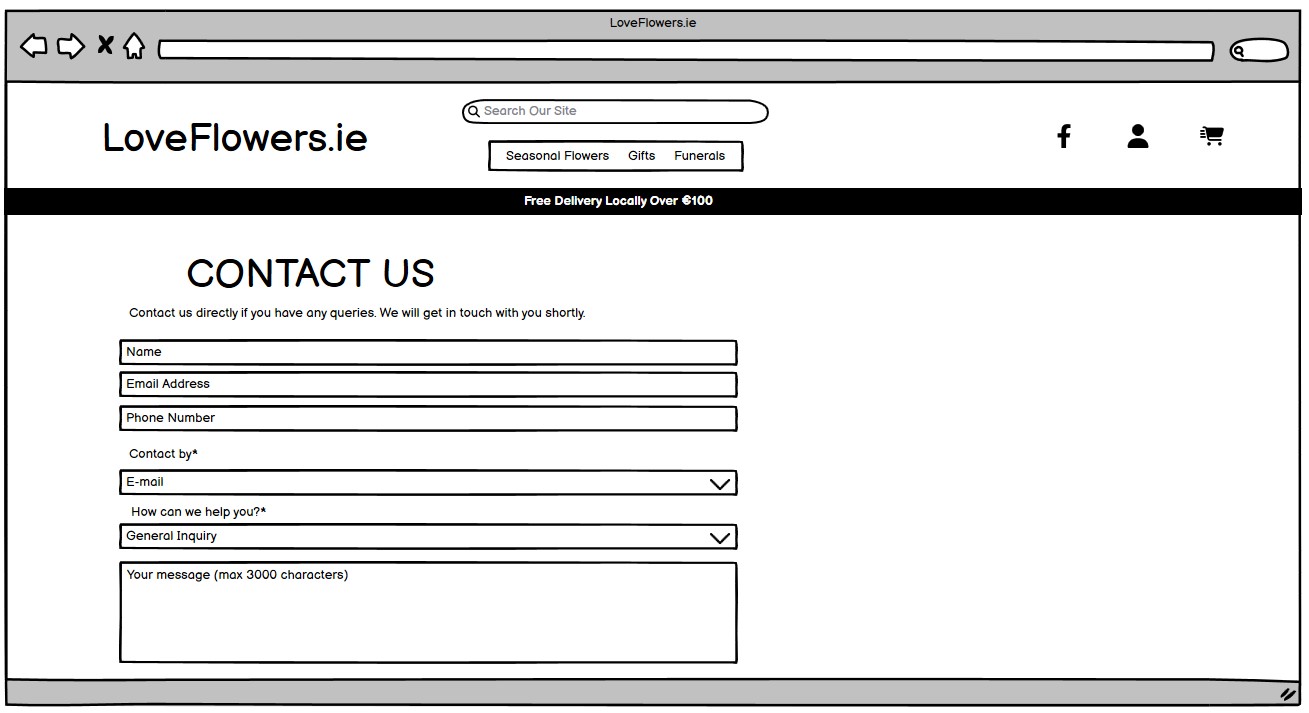 LoveFlowers.ie
Search Our Site
LoveFlowers.ie
Seasonal Flowers Gifts Funerals
Free Delivery Locally Over €100
CONTACT US
Contact us directly if you have any queries. We will get in touch with you shortly.
Name
Email Address
Phone Number
Contact by*
E-mail
How can we help you?*
General Inquiry
Your message (max 3000 characters)